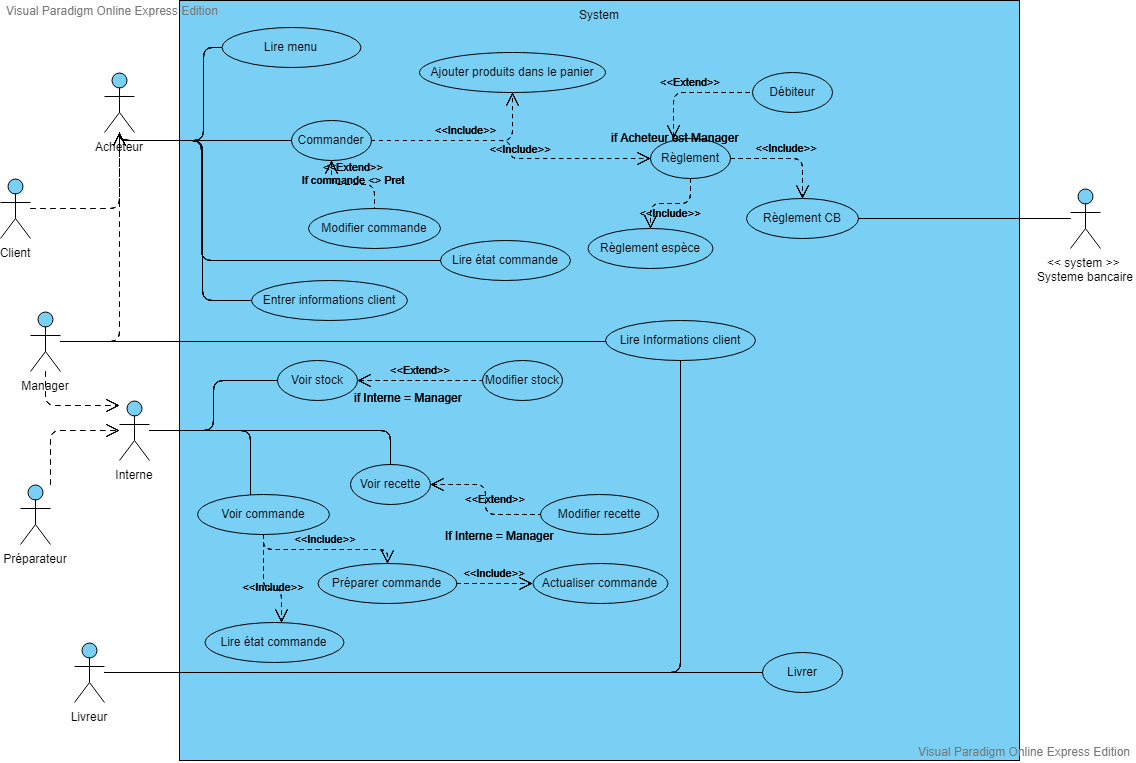 Visual Paradigm Online Express Edition
System
Lire menu
Ajouter produits dans le panier
<<Extend>>
Débiteur
Acheteur
Commander
<<Include>>
<<Include>>
if Acheteur est Manager
<<Include>>
Règlement
<<Extend>>
If commande <> Pret
Client
Modifier commande
<<Include>>
Règlement CB
Règlement espèce
Lire état commande
<< system >>
Systeme bancaire
Entrer informations client
Lire Informations client
Manager
Voir stock
<<Extend>>
Modifier stock
if Interne = Manager
Interne
Voir recette
<<Extend>>
Modifier recette
Voir commande
If Interne = Manager
<<Include>>
Préparateur
Préparer commande
<<Include>>
Actualiser commande
<<Include>>
Lire état commande
Livrer
Livreur
Visual Paradigm Online Express Edition